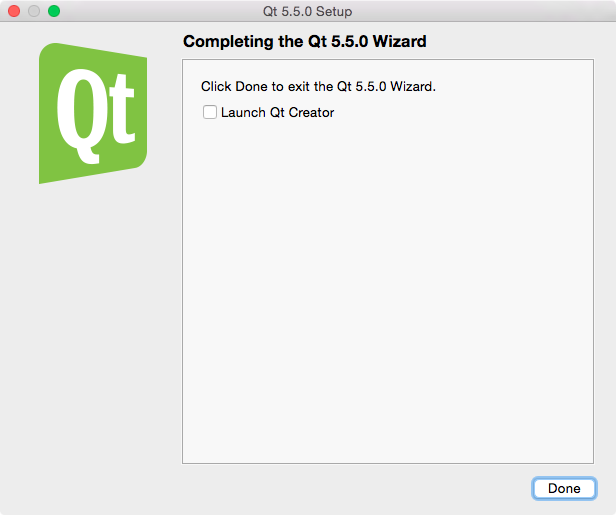 Qt 5.5.0 Setup
Completing the Qt 5.5.0 Wizard
Qt
Click Done to exit the Qt 5.5.0 Wizard.
Launch Qt Creator
Done